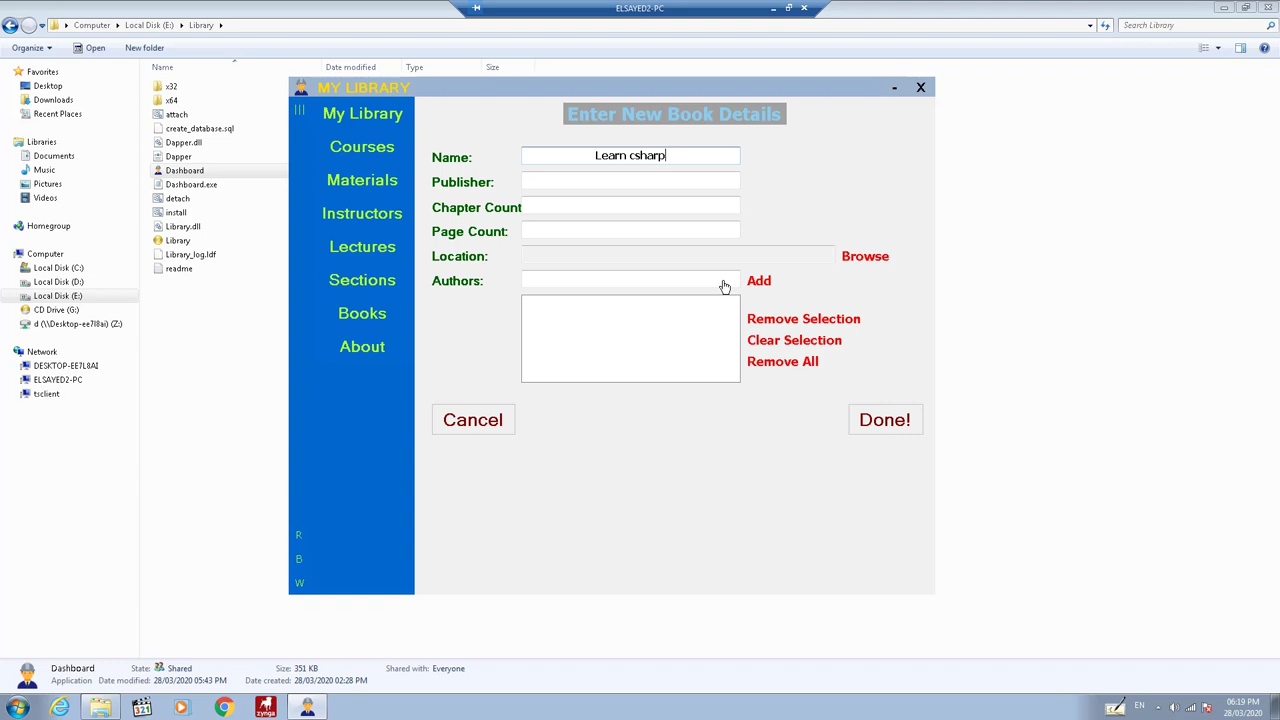 ELSAYED2-PC
Computer Local Disk (E:) Library
Search Library
Organize Open New folder
Name Date modified Type Size
Favorites
Desktop
Downloads
Recent Places
Libraries
Documents
Music
Pictures
Videos
Homegroup
Computer
Local Disk (C:)
Local Disk (D:)
Local Disk (E:)
CD Drive (G:)
d (\\Desktop-ee7l8ai) (Z:)
Network
DESKTOP-EE7L8AI
ELSAYED2-PC
tsclient
x32
x64
attach
create_database.sql
Dapper.dll
Dapper
Dashboard
Dashboard.exe
detach
install
Library.dll
Library
Library_log.ldf
readme
MY LIBRARY
- X
|||
My Library
Courses
Materials
Instructors
Lectures
Sections
Books
About
R
B
W
Enter New Book Details
Name: Learn csharp
Publisher:
Chapter Count
Page Count:
Location: Browse
Authors: Add
Remove Selection
Clear Selection
Remove All
Cancel Done!
Dashboard State: Shared Size: 351 KB Shared with: Everyone
Application Date modified: 28/03/2020 05:43 PM Date created: 28/03/2020 02:28 PM
321
zynga
EN
06:19 PM
28/03/2020